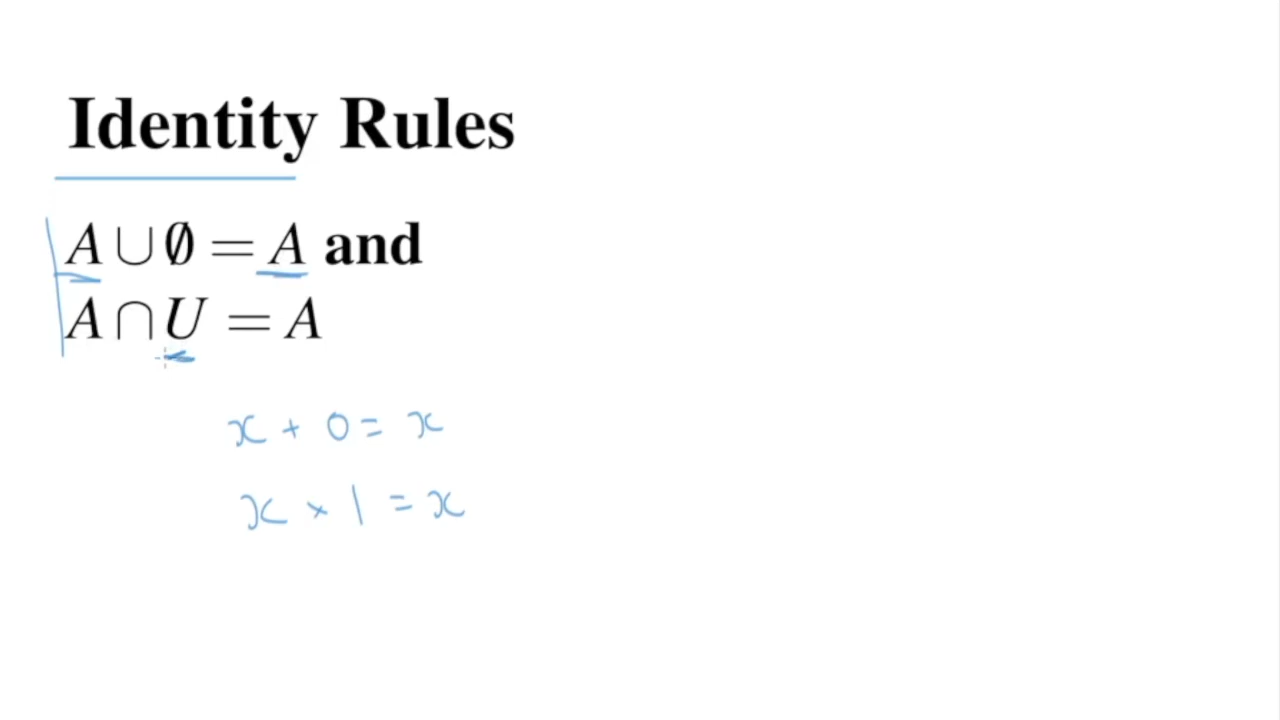 Identity Rules
A ∪ ∅ = A and
A ∩ U = A
x + 0 = x
x × 1 = x